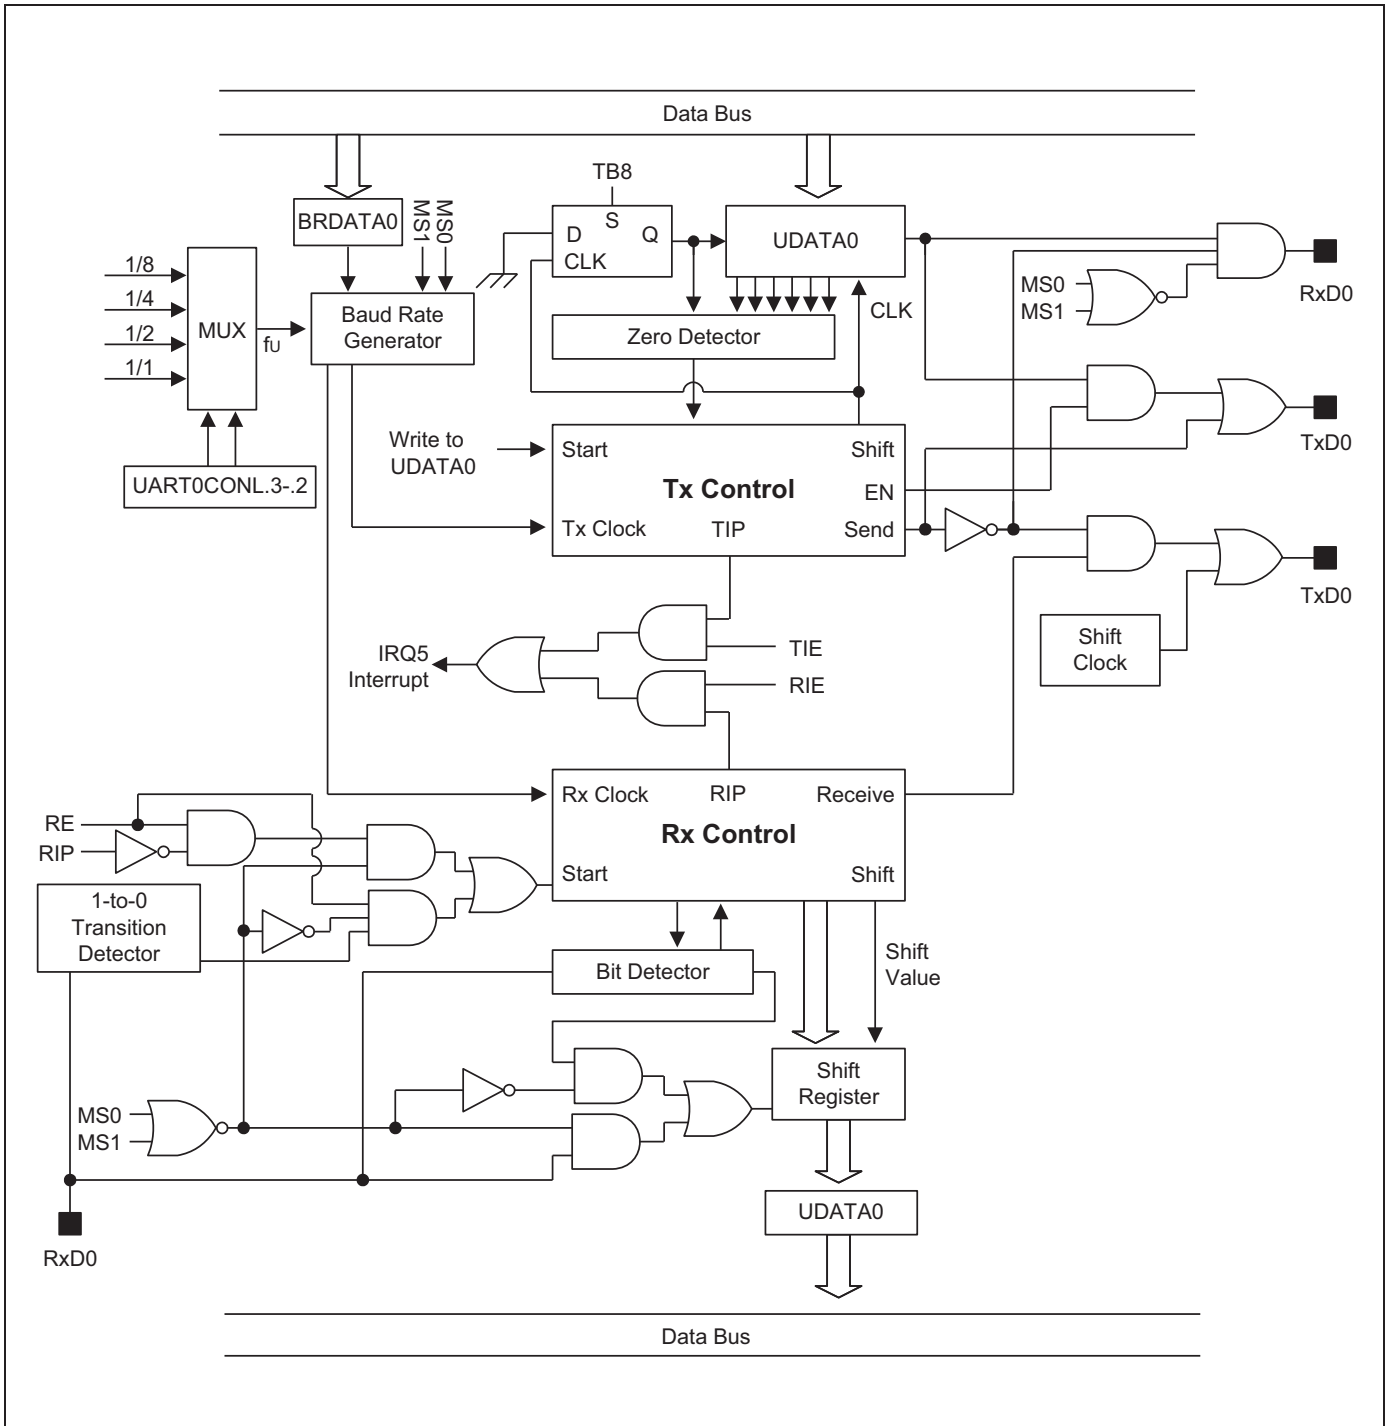 Data Bus
TB8
BRDATA0
MS1
MS0
D
S
Q
CLK
UDATA0
1/8
1/4
1/2
1/1
MUX
fU
Baud Rate
Generator
Zero Detector
CLK
MS0
MS1
RxD0
TxD0
UART0CONL.3-.2
Write to
UDATA0
Start
Shift
Tx Control
EN
Tx Clock
TIP
Send
TxD0
Shift
Clock
IRQ5
Interrupt
TIE
RIE
Rx Clock
RIP
Receive
Rx Control
Start
Shift
RE
RIP
1-to-0
Transition
Detector
Bit Detector
Shift
Value
Shift
Register
MS0
MS1
UDATA0
RxD0
Data Bus